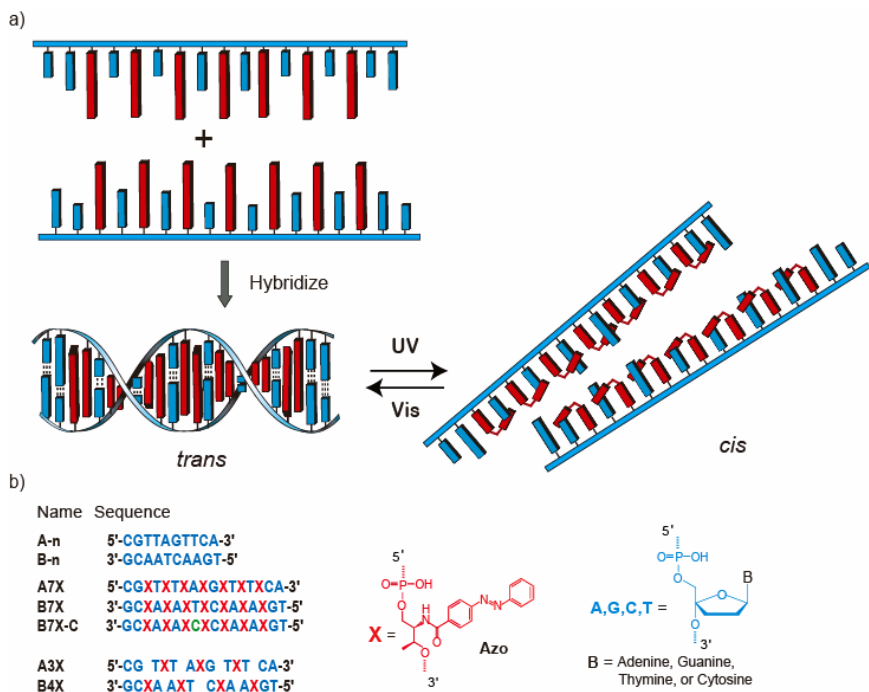 a)
+
Hybridize
UV
Vis
trans
cis
b)
Name Sequence
A-n 5'-CGTTAGTTCA-3'
B-n 3'-GCAATCAAGT-5'
A7X 5'-CGXTXTXAXGXTXTXCA-3'
B7X 3'-GCXAXAXTXCXAXAXGT-5'
B7X-C 3'-GCXAXAXCXCXAXAXGT-5'
A3X 5'-CG TXT AXG TXT CA-3'
B4X 3'-GCXA AXT CXA AXGT-5'
5'
O=P-OH
O
O
H
N
O
N=N
X =
Azo
O
3'
5'
O=P-OH
O
B
O
A,G,C,T =
O
3'
B = Adenine, Guanine,
Thymine, or Cytosine